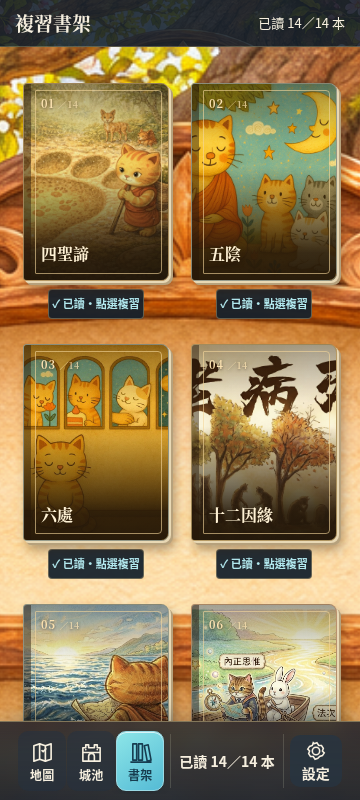 複習書架
已讀 14／14 本
01 / 14
四聖諦
✓ 已讀・點選複習
02 / 14
五陰
✓ 已讀・點選複習
03 / 14
六處
✓ 已讀・點選複習
04 / 14
病
十二因緣
✓ 已讀・點選複習
05 / 14
06 / 14
內正思惟
法次
地圖
城池
書架
已讀 14／14 本
設定